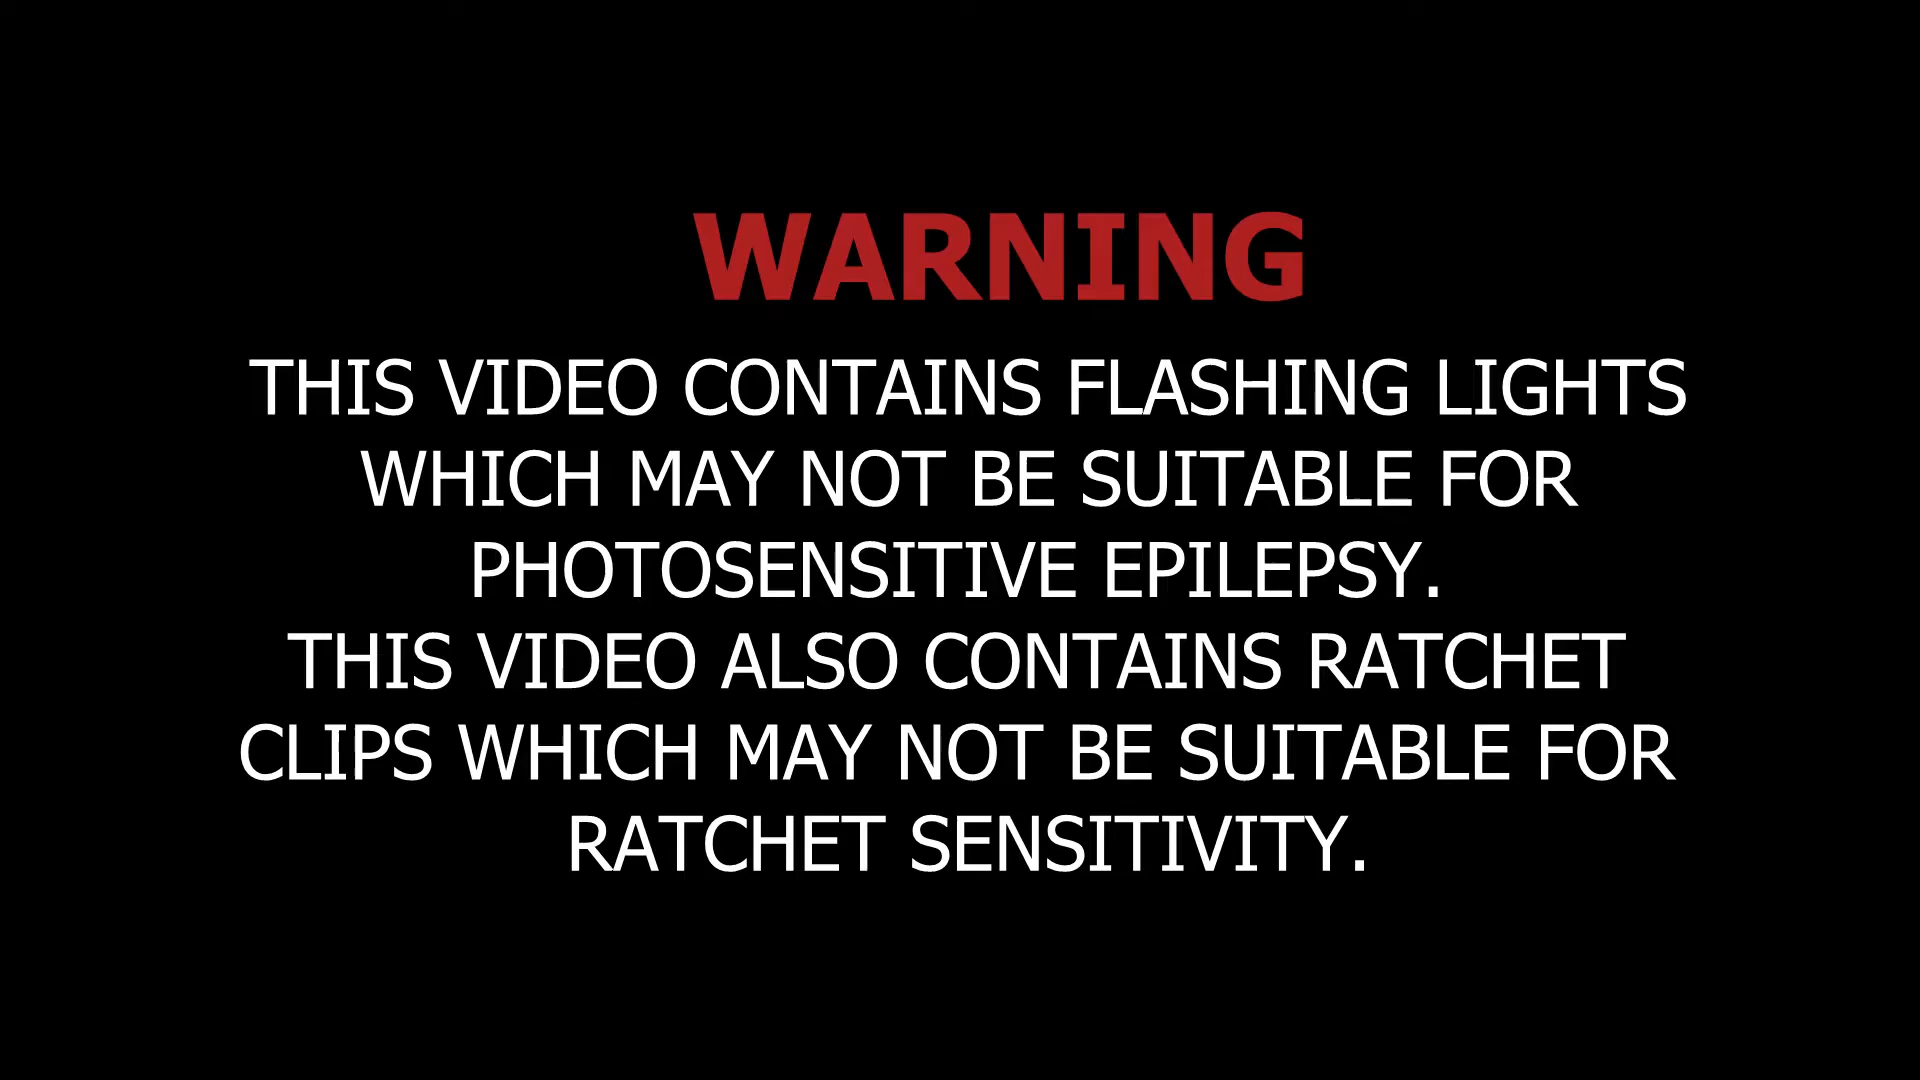 WARNING
THIS VIDEO CONTAINS FLASHING LIGHTS
WHICH MAY NOT BE SUITABLE FOR
PHOTOSENSITIVE EPILEPSY.
THIS VIDEO ALSO CONTAINS RATCHET
CLIPS WHICH MAY NOT BE SUITABLE FOR
RATCHET SENSITIVITY.